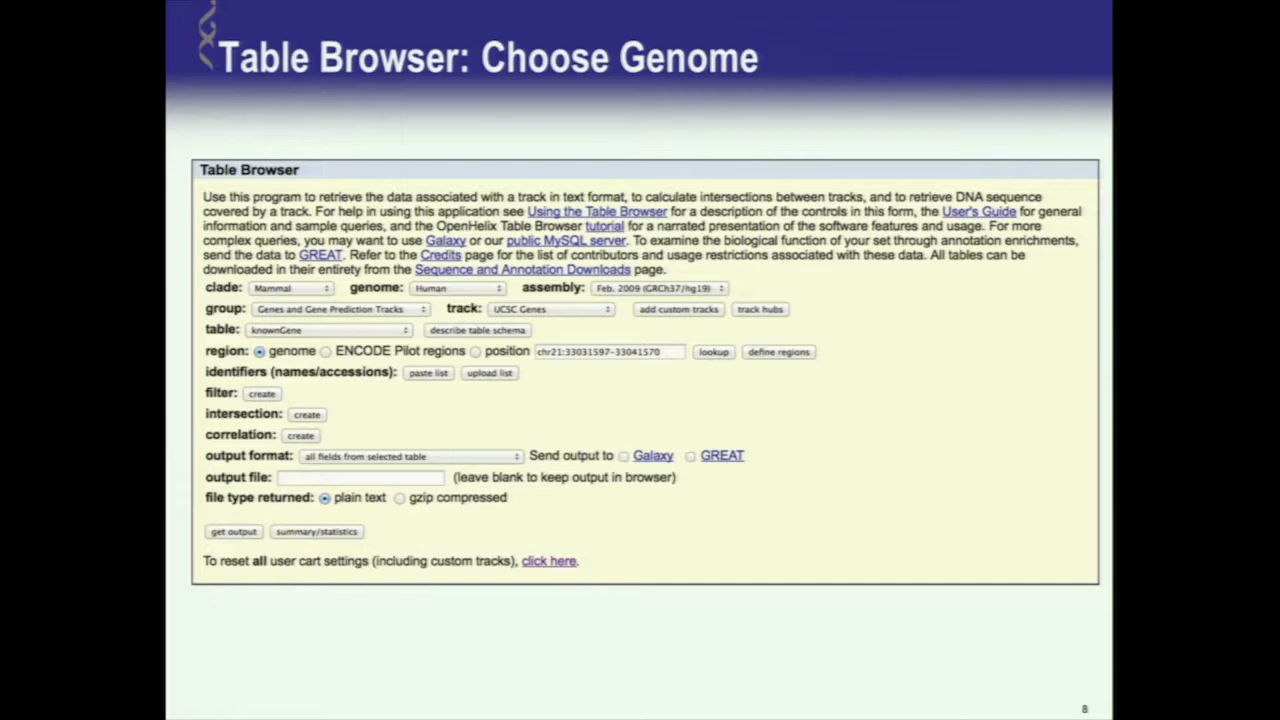 Table Browser: Choose Genome
Table Browser
Use this program to retrieve the data associated with a track in text format, to calculate intersections between tracks, and to retrieve DNA sequence
covered by a track. For help in using this application see Using the Table Browser for a description of the controls in this form, the User's Guide for general
information and sample queries, and the OpenHelix Table Browser tutorial for a narrated presentation of the software features and usage. For more
complex queries, you may want to use Galaxy or our public MySQL server. To examine the biological function of your set through annotation enrichments,
send the data to GREAT. Refer to the Credits page for the list of contributors and usage restrictions associated with these data. All tables can be
downloaded in their entirety from the Sequence and Annotation Downloads page.
clade: Mammal genome: Human assembly: Feb. 2009 (GRCh37/hg19)
group: Genes and Gene Prediction Tracks track: UCSC Genes add custom tracks track hubs
table: knownGene describe table schema
region: genome ENCODE Pilot regions position chr21:33031597-33041570 lookup define regions
identifiers (names/accessions): paste list upload list
filter: create
intersection: create
correlation: create
output format: all fields from selected table Send output to Galaxy GREAT
output file: (leave blank to keep output in browser)
file type returned: plain text gzip compressed
get output summary/statistics
To reset all user cart settings (including custom tracks), click here.
8